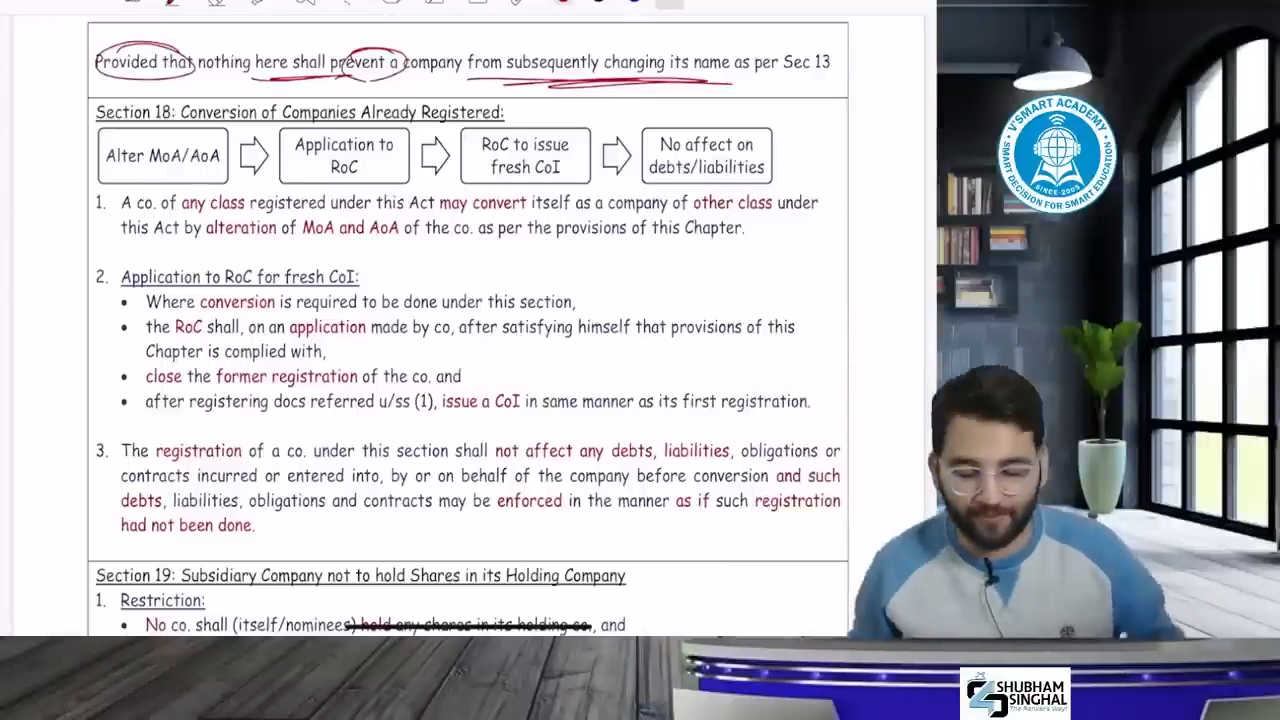 Provided that nothing here shall prevent a company from subsequently changing its name as per Sec 13
Section 18: Conversion of Companies Already Registered:
Alter MoA/AoA
Application to
RoC
RoC to issue
fresh CoI
No affect on
debts/liabilities
1. A co. of any class registered under this Act may convert itself as a company of other class under
this Act by alteration of MoA and AoA of the co. as per the provisions of this Chapter.
2. Application to RoC for fresh CoI:
• Where conversion is required to be done under this section,
• the RoC shall, on an application made by co, after satisfying himself that provisions of this
Chapter is complied with,
• close the former registration of the co. and
• after registering docs referred u/ss (1), issue a CoI in same manner as its first registration.
3. The registration of a co. under this section shall not affect any debts, liabilities, obligations or
contracts incurred or entered into, by or on behalf of the company before conversion and such
debts, liabilities, obligations and contracts may be enforced in the manner as if such registration
had not been done.
Section 19: Subsidiary Company not to hold Shares in its Holding Company
1. Restriction:
• No co. shall (itself/nominees) hold any shares in its holding co., and
V'SMART ACADEMY
SMART DECISION FOR SMART EDUCATION
SINCE-2005
SHUBHAM
SINGHAL
The Rankers Way!